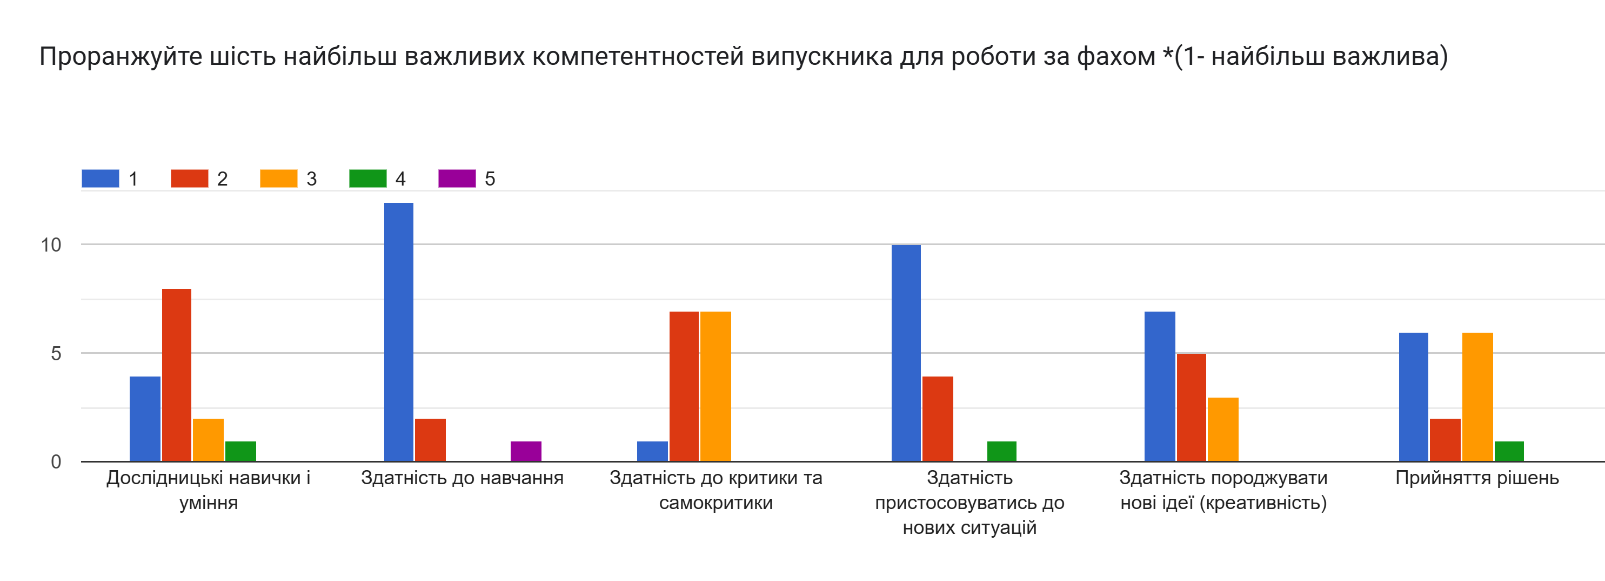 Проранжуйте шість найбільш важливих компетентностей випускника для роботи за фахом *(1- найбільш важлива)
1 2 3 4 5
10
5
0
Дослідницькі навички і
уміння
Здатність до навчання
Здатність до критики та
самокритики
Здатність
пристосовуватись до
нових ситуацій
Здатність породжувати
нові ідеї (креативність)
Прийняття рішень